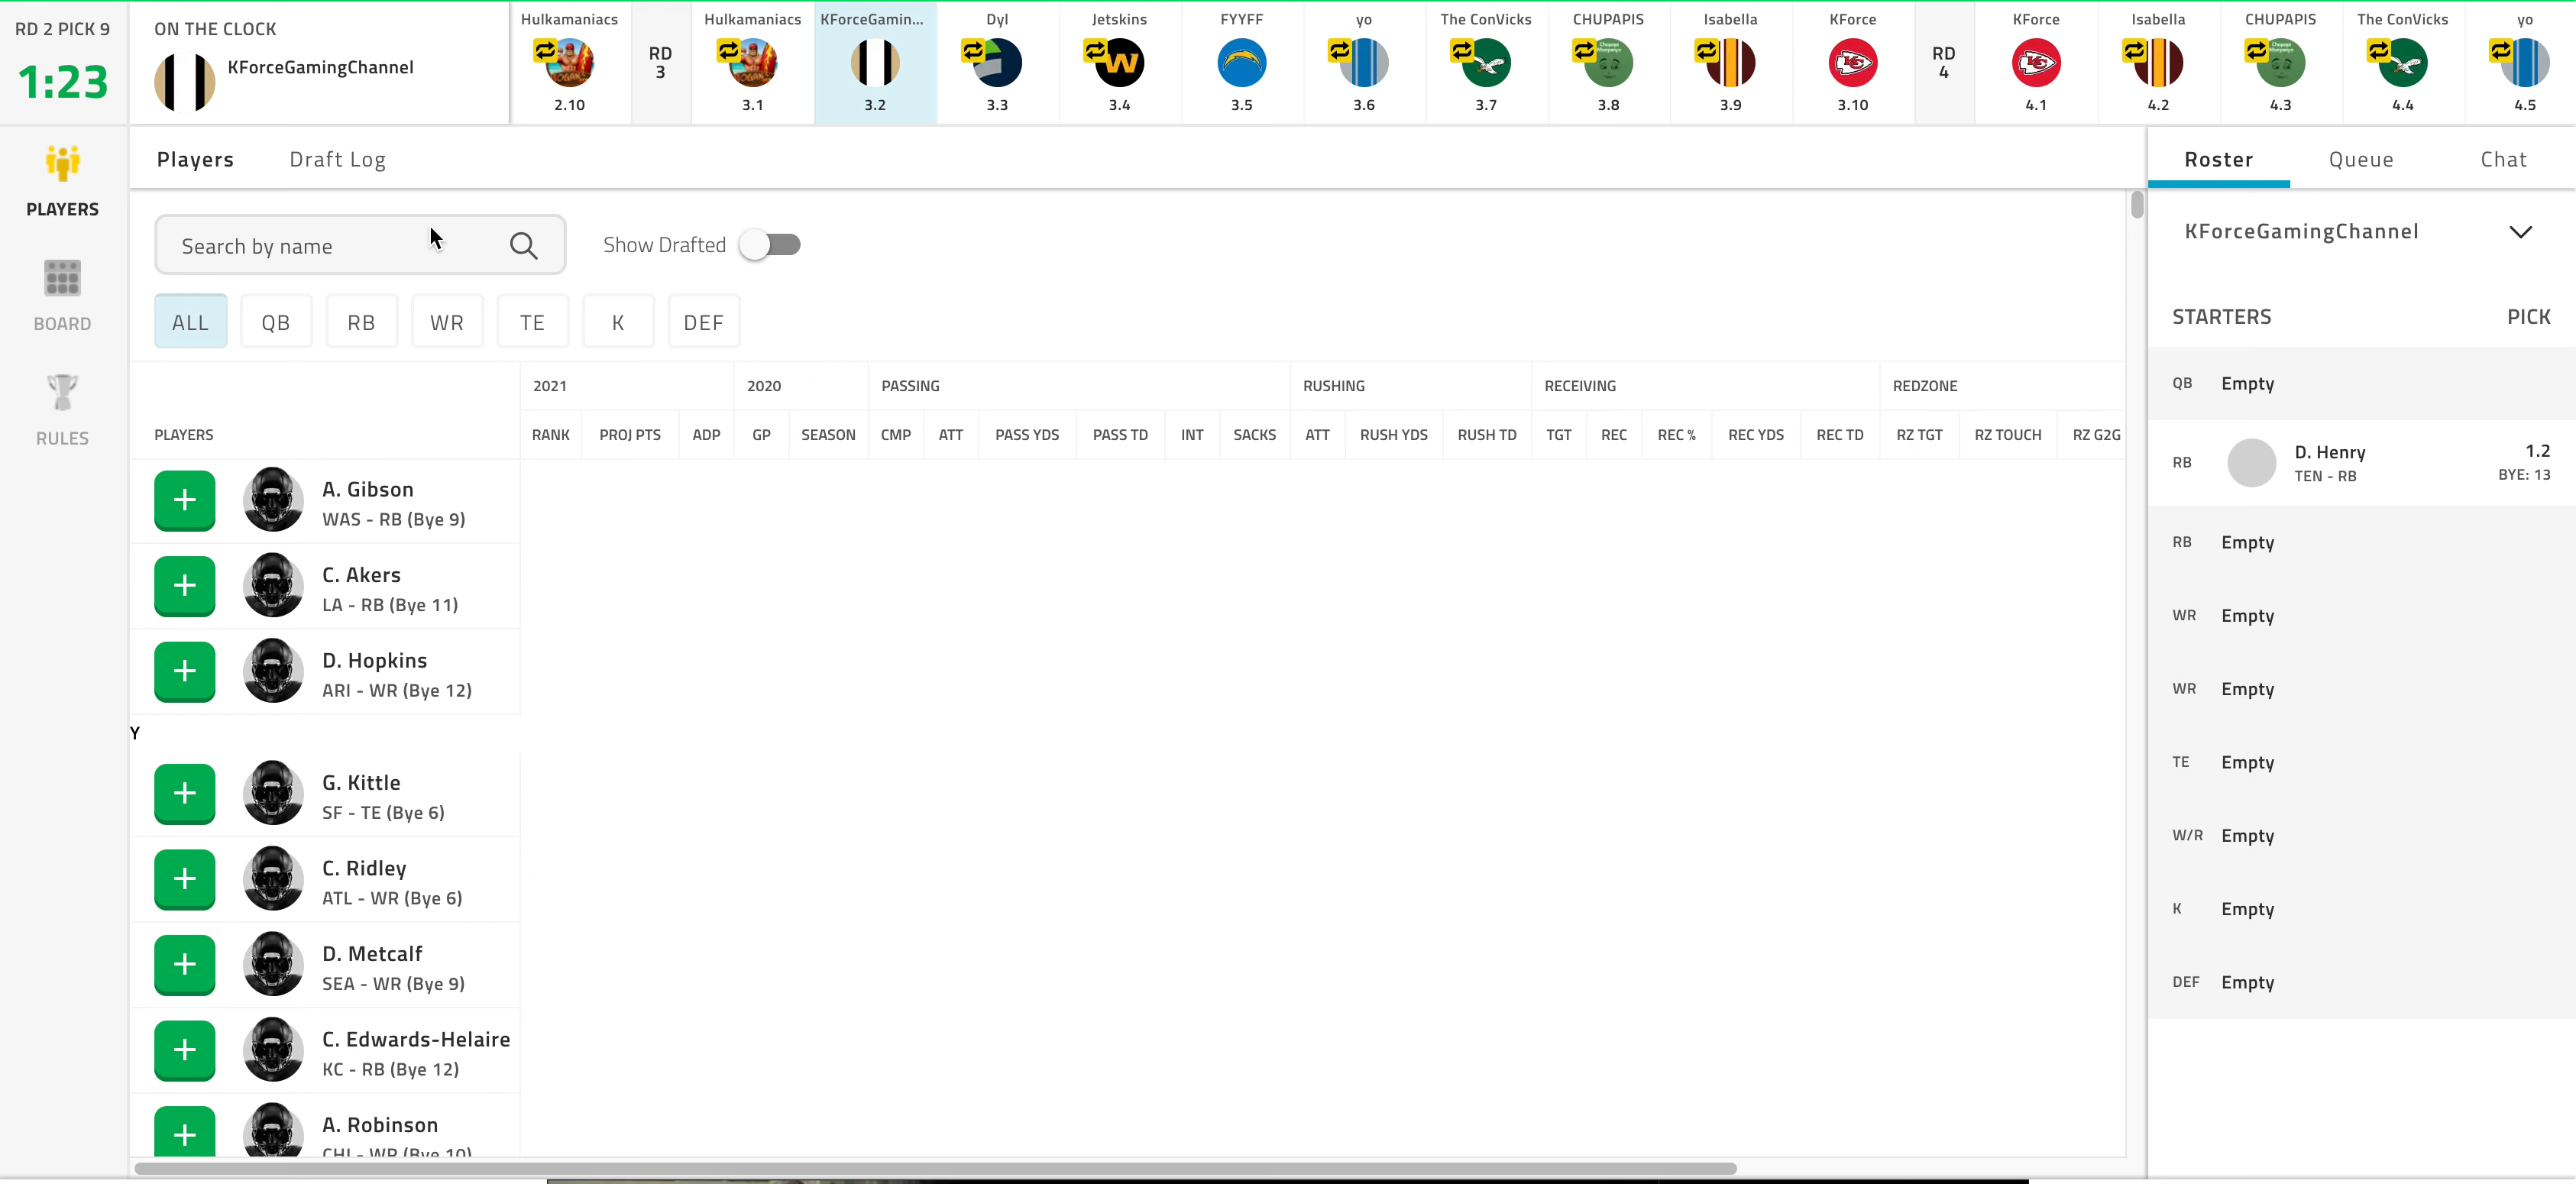 RD 2 PICK 9
1:23
ON THE CLOCK
KForceGamingChannel
Hulkamaniacs
2.10
RD
3
Hulkamaniacs
3.1
KForceGamin...
3.2
Dyl
3.3
Jetskins
3.4
FYYFF
3.5
yo
3.6
The ConVicks
3.7
CHUPAPIS
3.8
Isabella
3.9
KForce
3.10
RD
4
KForce
4.1
Isabella
4.2
CHUPAPIS
4.3
The ConVicks
4.4
yo
4.5
PLAYERS
BOARD
RULES
Players Draft Log
Search by name
Show Drafted
ALL QB RB WR TE K DEF
2021 2020 PASSING RUSHING RECEIVING REDZONE
PLAYERS RANK PROJ PTS ADP GP SEASON CMP ATT PASS YDS PASS TD INT SACKS ATT RUSH YDS RUSH TD TGT REC REC % REC YDS REC TD RZ TGT RZ TOUCH RZ G2G
A. Gibson
WAS - RB (Bye 9)
C. Akers
LA - RB (Bye 11)
D. Hopkins
ARI - WR (Bye 12)
Y
G. Kittle
SF - TE (Bye 6)
C. Ridley
ATL - WR (Bye 6)
D. Metcalf
SEA - WR (Bye 9)
C. Edwards-Helaire
KC - RB (Bye 12)
A. Robinson
CHI - WR (Bye 10)
Roster Queue Chat
KForceGamingChannel
STARTERS PICK
QB Empty
RB D. Henry 1.2
TEN - RB BYE: 13
RB Empty
WR Empty
WR Empty
TE Empty
W/R Empty
K Empty
DEF Empty